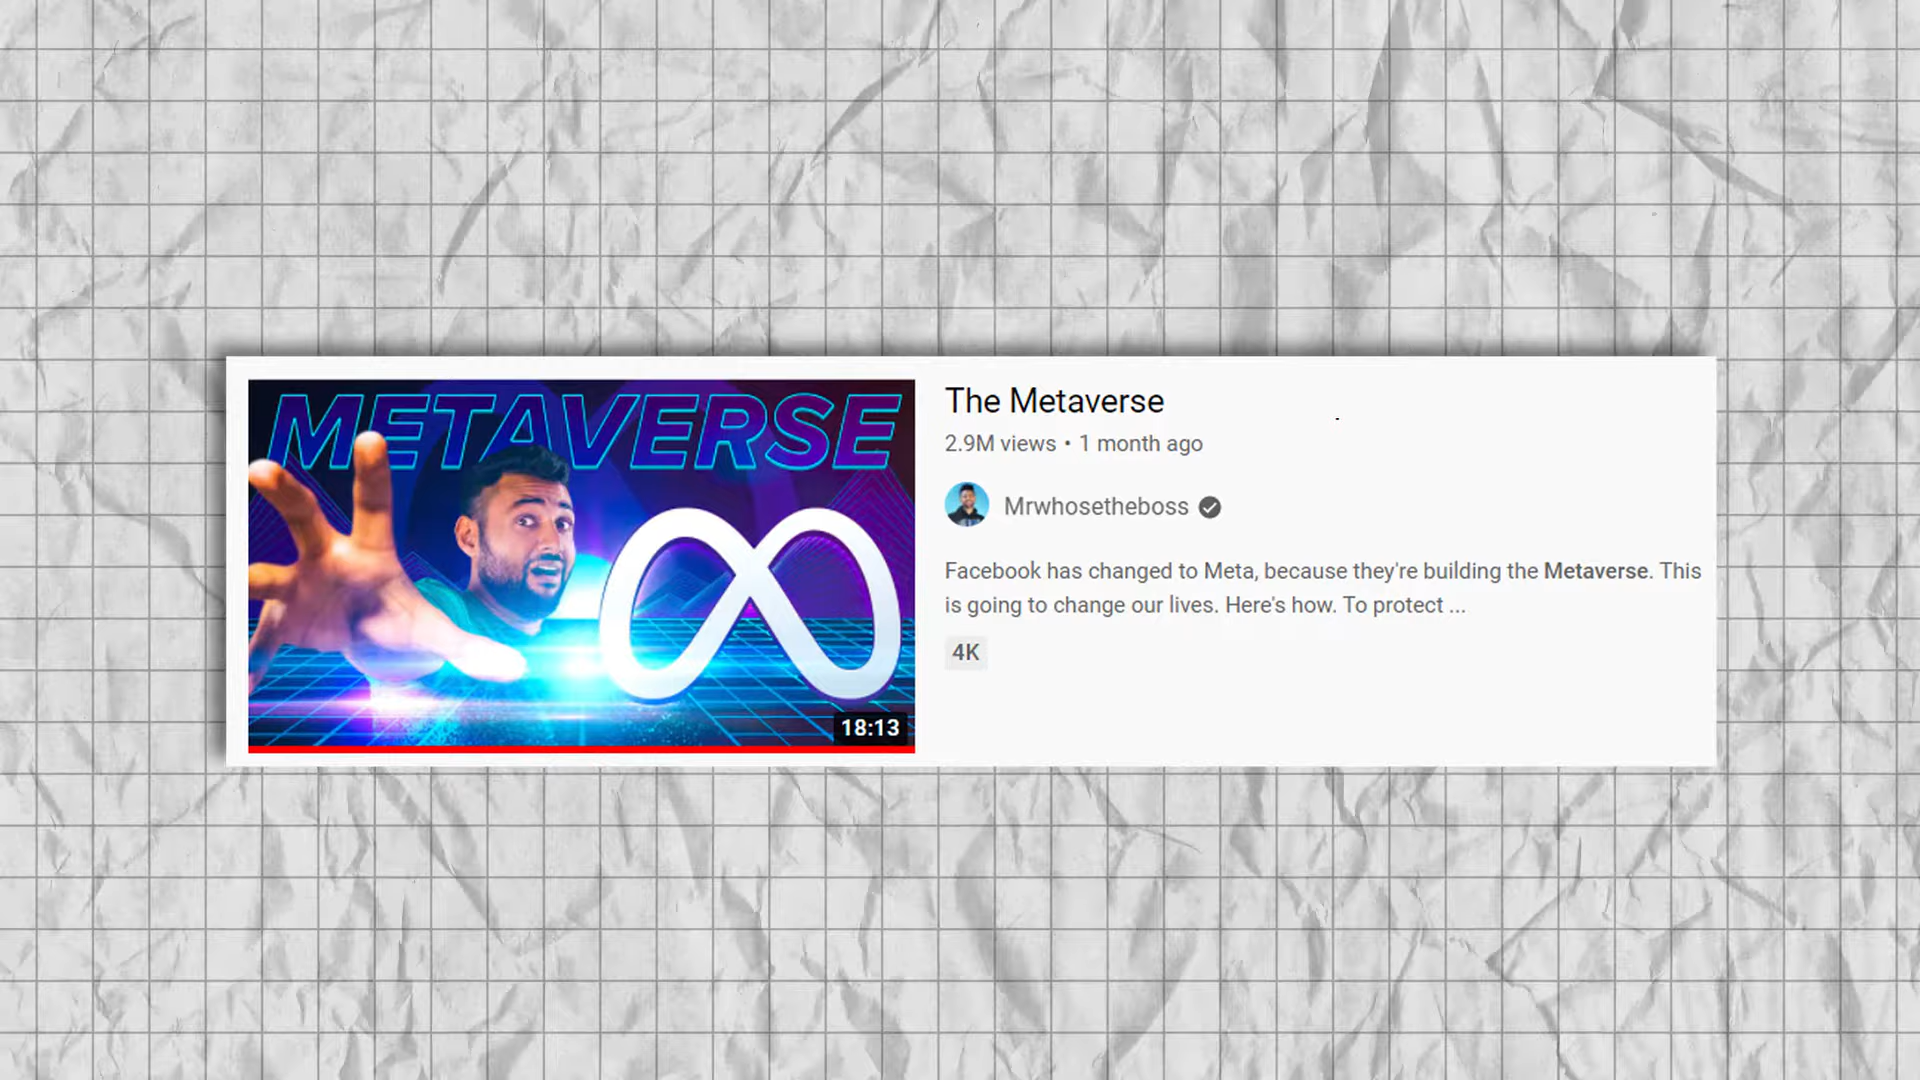 METAVERSE
18:13
The Metaverse
2.9M views • 1 month ago
Mrwhosetheboss
Facebook has changed to Meta, because they're building the Metaverse. This
is going to change our lives. Here's how. To protect ...
4K